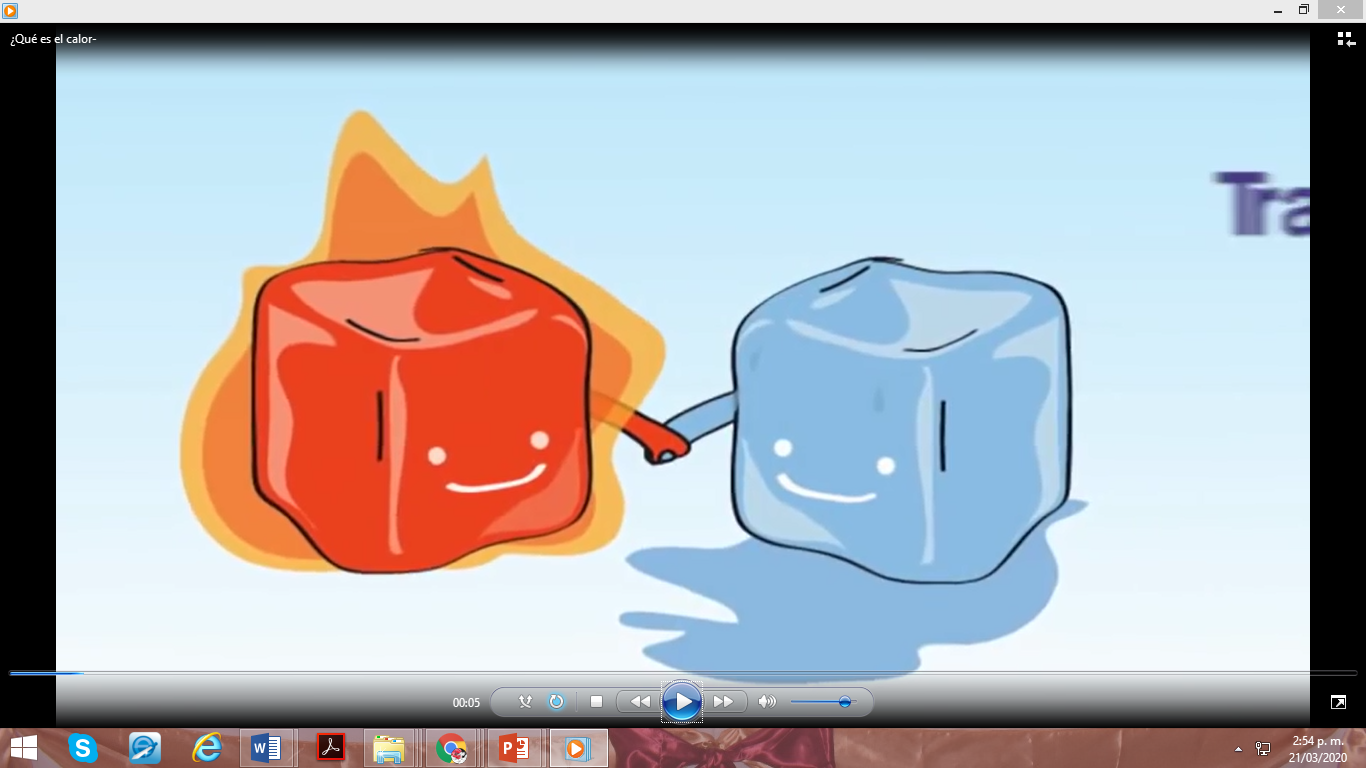 ¿Qué es el calor-
Tra
00:05
2:54 p. m.
21/03/2020